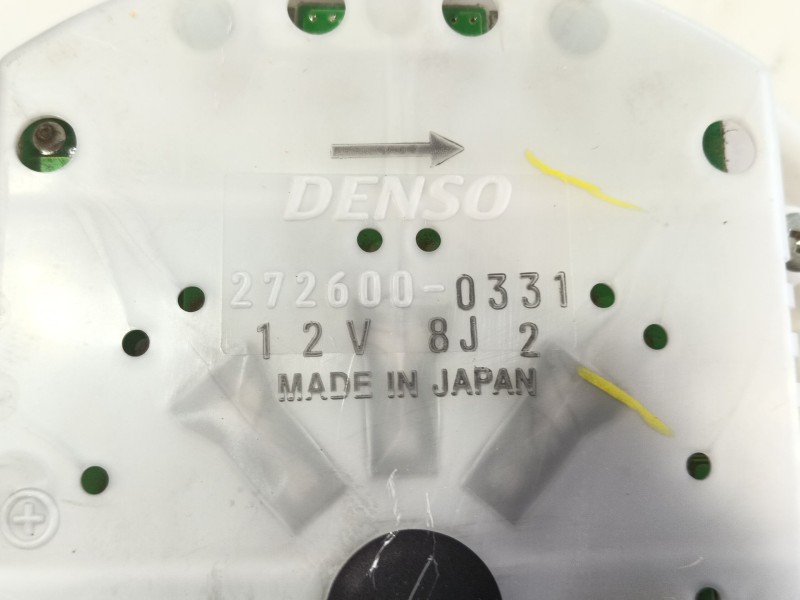 DENSO
272600-0331
12V 8J 2
MADE IN JAPAN